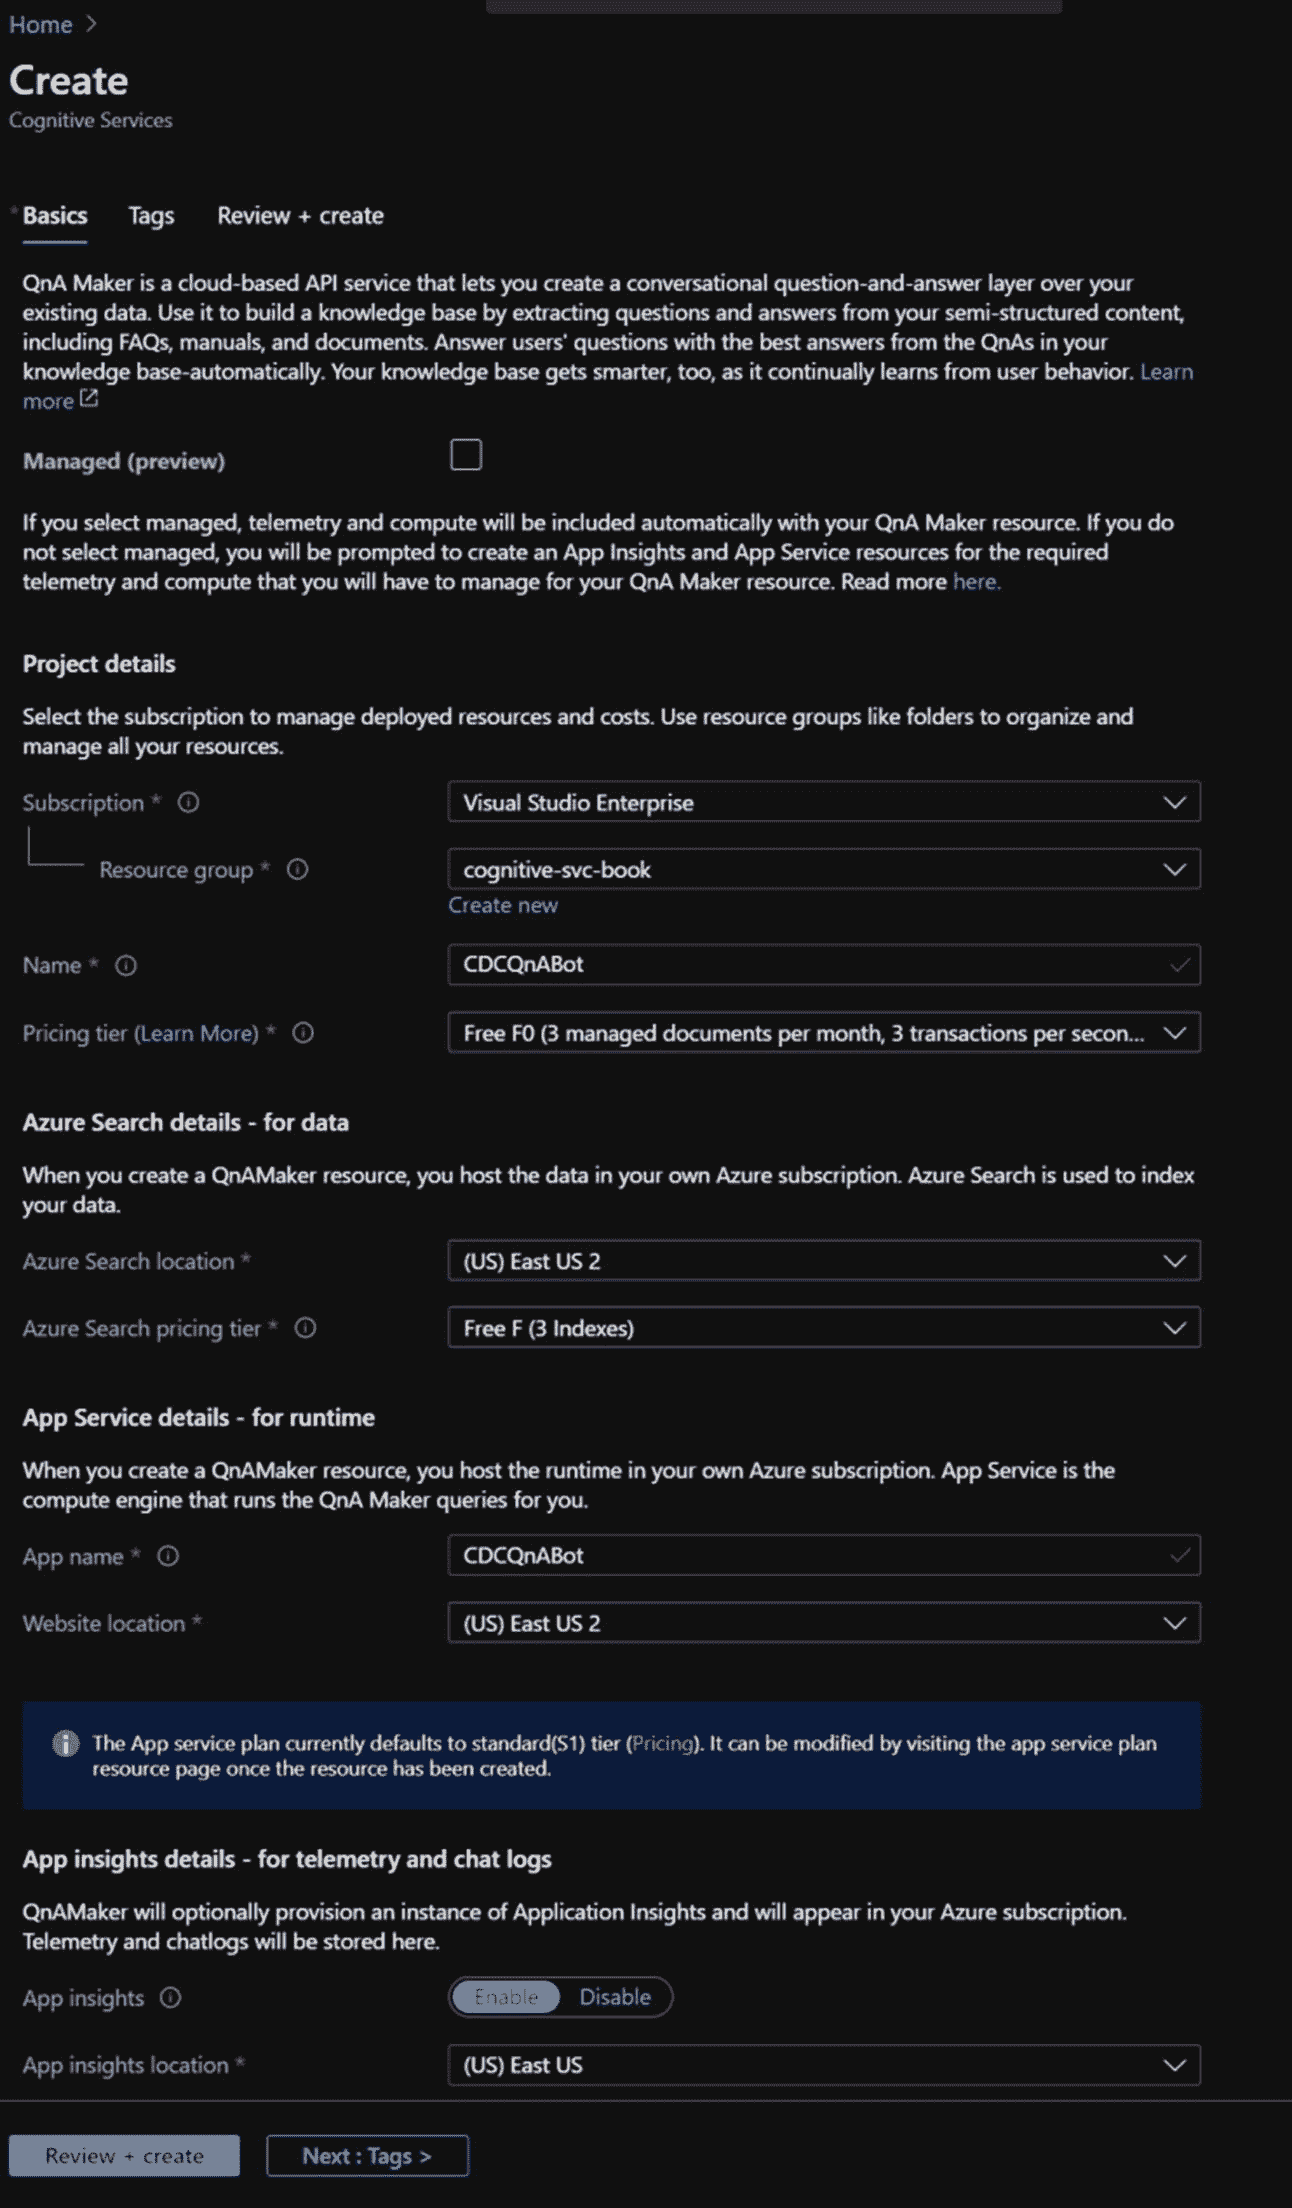 Home >
Create
Cognitive Services
* Basics Tags Review + create
QnA Maker is a cloud-based API service that lets you create a conversational question-and-answer layer over your
existing data. Use it to build a knowledge base by extracting questions and answers from your semi-structured content,
including FAQs, manuals, and documents. Answer users' questions with the best answers from the QnAs in your
knowledge base-automatically. Your knowledge base gets smarter, too, as it continually learns from user behavior. Learn
more
Managed (preview)
If you select managed, telemetry and compute will be included automatically with your QnA Maker resource. If you do
not select managed, you will be prompted to create an App Insights and App Service resources for the required
telemetry and compute that you will have to manage for your QnA Maker resource. Read more here.
Project details
Select the subscription to manage deployed resources and costs. Use resource groups like folders to organize and
manage all your resources.
Subscription * Visual Studio Enterprise
Resource group * cognitive-svc-book
Create new
Name * CDCQnABot
Pricing tier (Learn More) * Free F0 (3 managed documents per month, 3 transactions per secon...
Azure Search details - for data
When you create a QnAMaker resource, you host the data in your own Azure subscription. Azure Search is used to index
your data.
Azure Search location * (US) East US 2
Azure Search pricing tier * Free F (3 Indexes)
App Service details - for runtime
When you create a QnAMaker resource, you host the runtime in your own Azure subscription. App Service is the
compute engine that runs the QnA Maker queries for you.
App name * CDCQnABot
Website location * (US) East US 2
The App service plan currently defaults to standard(S1) tier (Pricing). It can be modified by visiting the app service plan
resource page once the resource has been created.
App insights details - for telemetry and chat logs
QnAMaker will optionally provision an instance of Application Insights and will appear in your Azure subscription.
Telemetry and chatlogs will be stored here.
App insights Enable Disable
App insights location * (US) East US
Review + create Next : Tags >